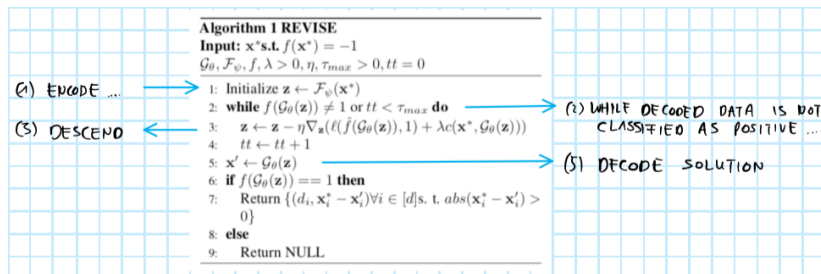 Algorithm 1 REVISE
Input: x*s.t. f(x*) = −1
𝒢θ, ℱψ, f, λ > 0, η, τmax > 0, tt = 0
(1) ENCODE ...
1: Initialize z ← ℱψ(x*)
2: while f(𝒢θ(z)) ≠ 1 or tt < τmax do
(2) WHILE DECODED DATA IS NOT
CLASSIFIED AS POSITIVE ...
(3) DESCEND
3: z ← z − η∇z(ℓ(f̂(𝒢θ(z)), 1) + λc(x*, 𝒢θ(z)))
4: tt ← tt + 1
5: x′ ← 𝒢θ(z)
(5) DECODE SOLUTION
6: if f(𝒢θ(z)) == 1 then
7: Return {(di, x*i − x′i)∀i ∈ [d]s. t. abs(x*i − x′i) >
0}
8: else
9: Return NULL